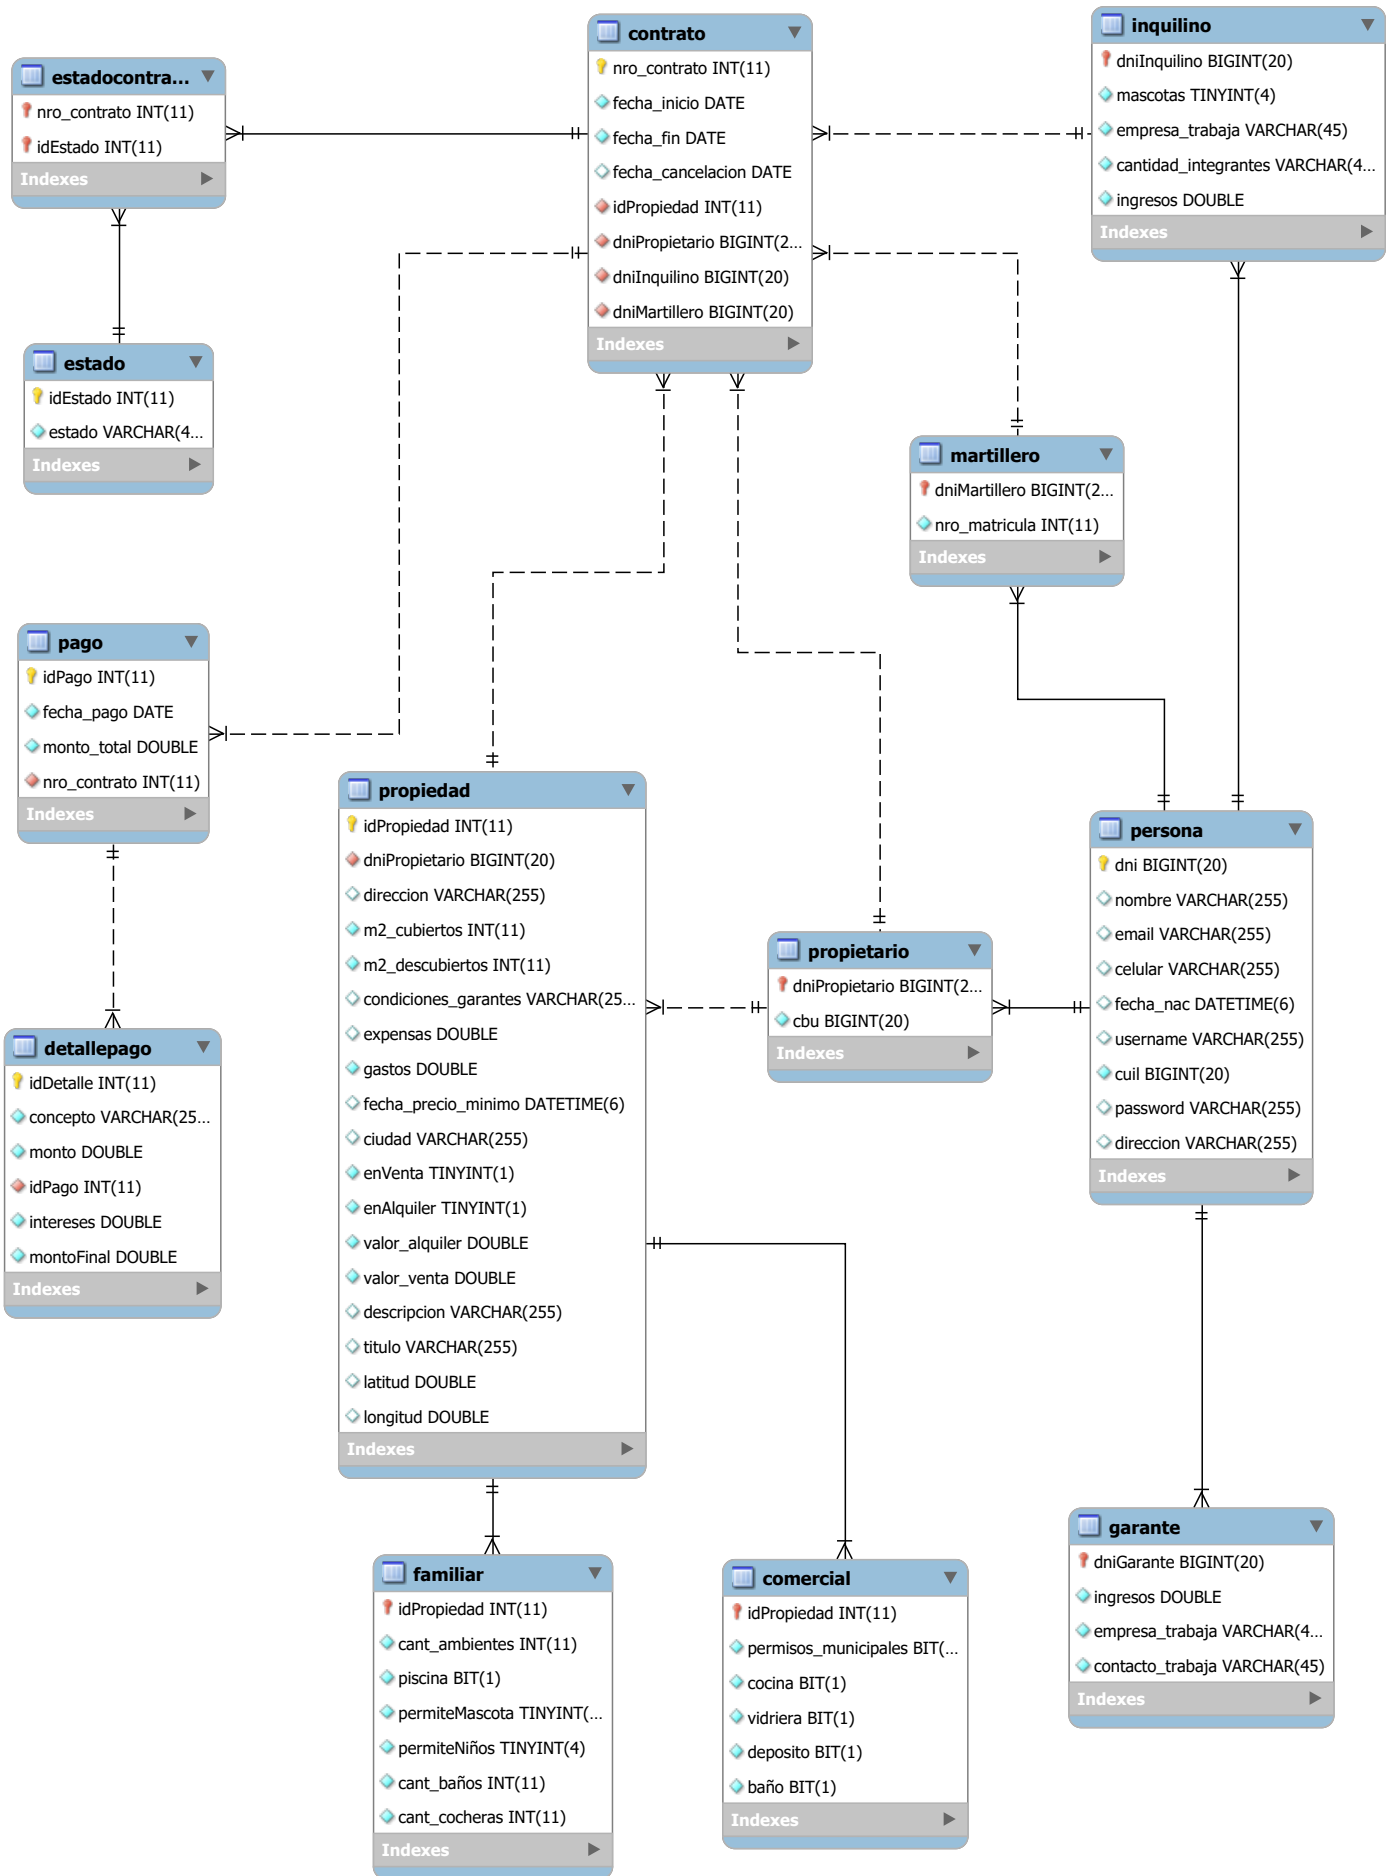 contrato
nro_contrato INT(11)
fecha_inicio DATE
fecha_fin DATE
fecha_cancelacion DATE
idPropiedad INT(11)
dniPropietario BIGINT(2...
dniInquilino BIGINT(20)
dniMartillero BIGINT(20)
Indexes
inquilino
dniInquilino BIGINT(20)
mascotas TINYINT(4)
empresa_trabaja VARCHAR(45)
cantidad_integrantes VARCHAR(4...
ingresos DOUBLE
Indexes
estadocontra...
nro_contrato INT(11)
idEstado INT(11)
Indexes
estado
idEstado INT(11)
estado VARCHAR(4...
Indexes
martillero
dniMartillero BIGINT(2...
nro_matricula INT(11)
Indexes
pago
idPago INT(11)
fecha_pago DATE
monto_total DOUBLE
nro_contrato INT(11)
Indexes
propiedad
idPropiedad INT(11)
dniPropietario BIGINT(20)
direccion VARCHAR(255)
m2_cubiertos INT(11)
m2_descubiertos INT(11)
condiciones_garantes VARCHAR(25...
expensas DOUBLE
gastos DOUBLE
fecha_precio_minimo DATETIME(6)
ciudad VARCHAR(255)
enVenta TINYINT(1)
enAlquiler TINYINT(1)
valor_alquiler DOUBLE
valor_venta DOUBLE
descripcion VARCHAR(255)
titulo VARCHAR(255)
latitud DOUBLE
longitud DOUBLE
Indexes
persona
dni BIGINT(20)
nombre VARCHAR(255)
email VARCHAR(255)
celular VARCHAR(255)
fecha_nac DATETIME(6)
username VARCHAR(255)
cuil BIGINT(20)
password VARCHAR(255)
direccion VARCHAR(255)
Indexes
propietario
dniPropietario BIGINT(2...
cbu BIGINT(20)
Indexes
detallepago
idDetalle INT(11)
concepto VARCHAR(25...
monto DOUBLE
idPago INT(11)
intereses DOUBLE
montoFinal DOUBLE
Indexes
garante
dniGarante BIGINT(20)
ingresos DOUBLE
empresa_trabaja VARCHAR(4...
contacto_trabaja VARCHAR(45)
Indexes
familiar
idPropiedad INT(11)
cant_ambientes INT(11)
piscina BIT(1)
permiteMascota TINYINT(...
permiteNiños TINYINT(4)
cant_baños INT(11)
cant_cocheras INT(11)
Indexes
comercial
idPropiedad INT(11)
permisos_municipales BIT(...
cocina BIT(1)
vidriera BIT(1)
deposito BIT(1)
baño BIT(1)
Indexes